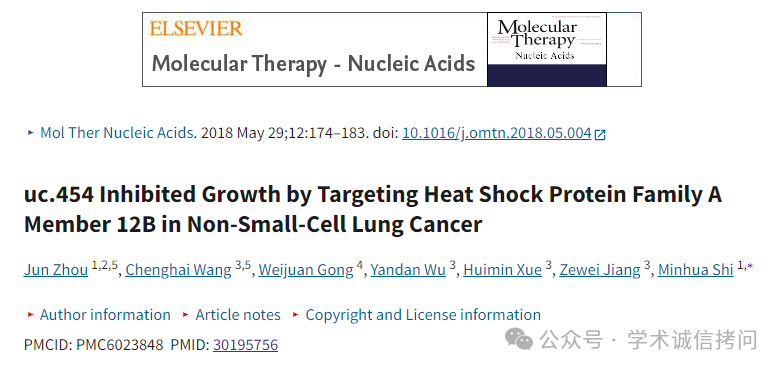 ELSEVIER
Molecular Therapy - Nucleic Acids
Molecular
Therapy
Nucleic Acids
‣ Mol Ther Nucleic Acids. 2018 May 29;12:174–183. doi: 10.1016/j.omtn.2018.05.004
uc.454 Inhibited Growth by Targeting Heat Shock Protein Family A
Member 12B in Non-Small-Cell Lung Cancer
Jun Zhou 1,2,5, Chenghai Wang 3,5, Weijuan Gong 4, Yandan Wu 3, Huimin Xue 3, Zewei Jiang 3, Minhua Shi 1,*
‣ Author information ‣ Article notes ‣ Copyright and License information
PMCID: PMC6023848 PMID: 30195756
公众号 · 学术诚信拷问